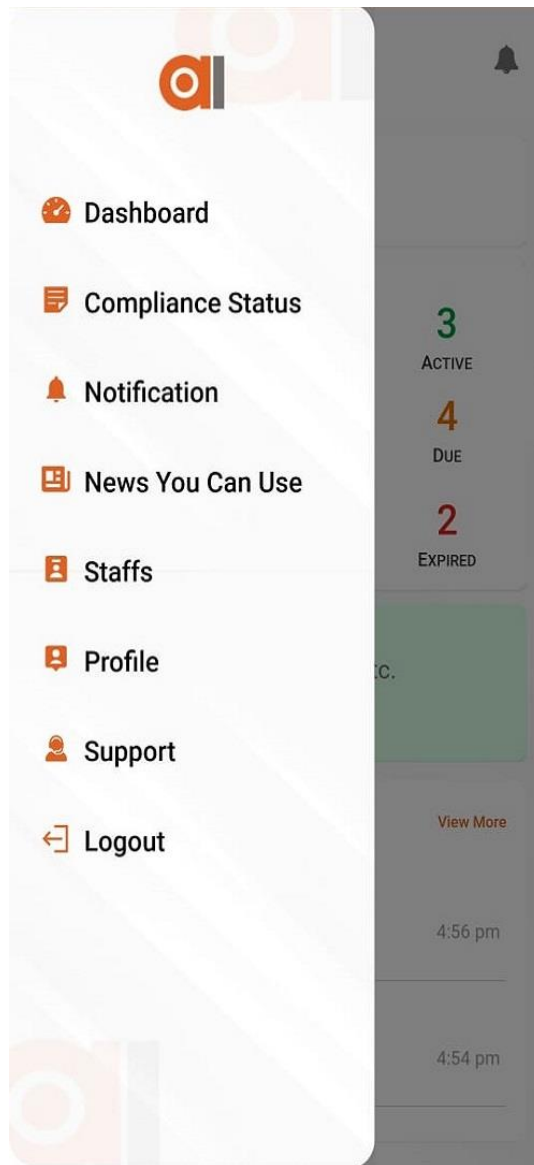 Dashboard
Compliance Status
Notification
News You Can Use
Staffs
Profile
Support
Logout
3
ACTIVE
4
DUE
2
EXPIRED
View More
4:56 pm
4:54 pm